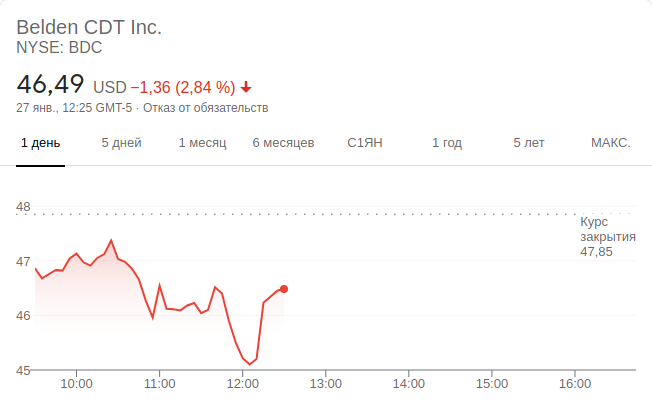 Belden CDT Inc.
NYSE: BDC
46,49 USD −1,36 (2,84 %)
27 янв., 12:25 GMT-5 · Отказ от обязательств
1 день 5 дней 1 месяц 6 месяцев С1ЯН 1 год 5 лет МАКС.
48
Курс
закрытия
47,85
47
46
45
10:00 11:00 12:00 13:00 14:00 15:00 16:00